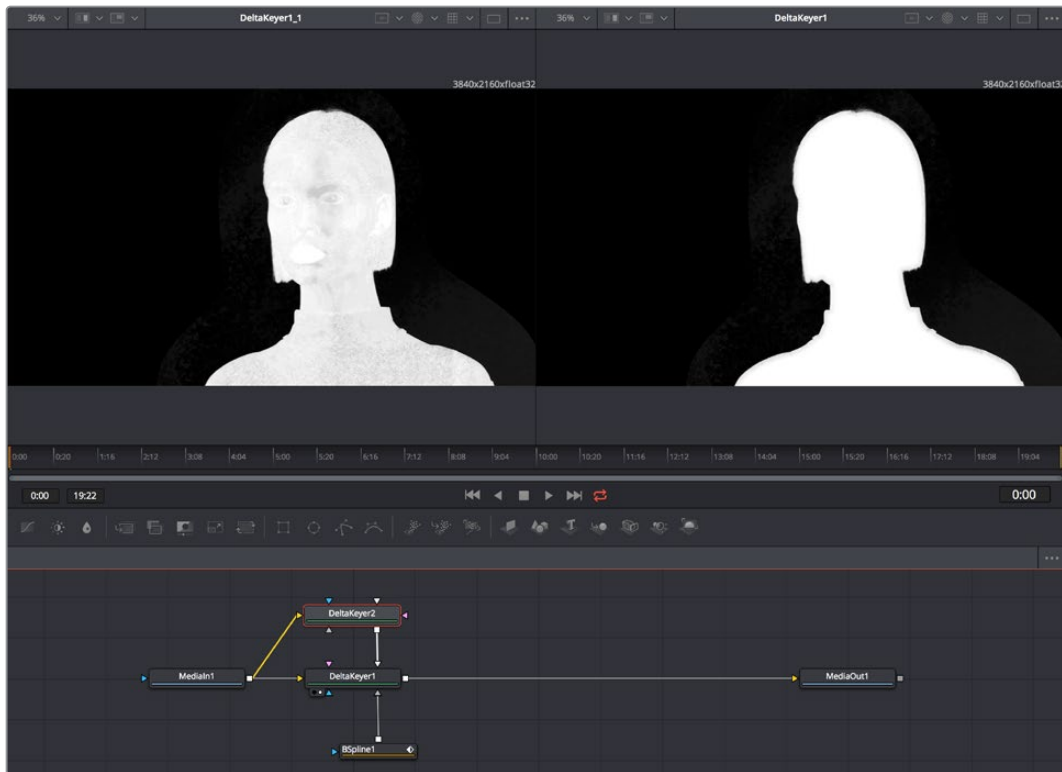 36%
DeltaKeyer1_1
36%
DeltaKeyer1
3840x2160xfloat32
3840x2160xfloat32
0:00 0:20 1:16 2:12 3:08 4:04 5:00 5:20 6:16 7:12 8:08 9:04 10:00 10:20 11:16 12:12 13:08 14:04 15:00 15:20 16:16 17:12 18:08 19:04
0:00 19:22 0:00
DeltaKeyer2
MediaIn1 DeltaKeyer1 MediaOut1
BSpline1